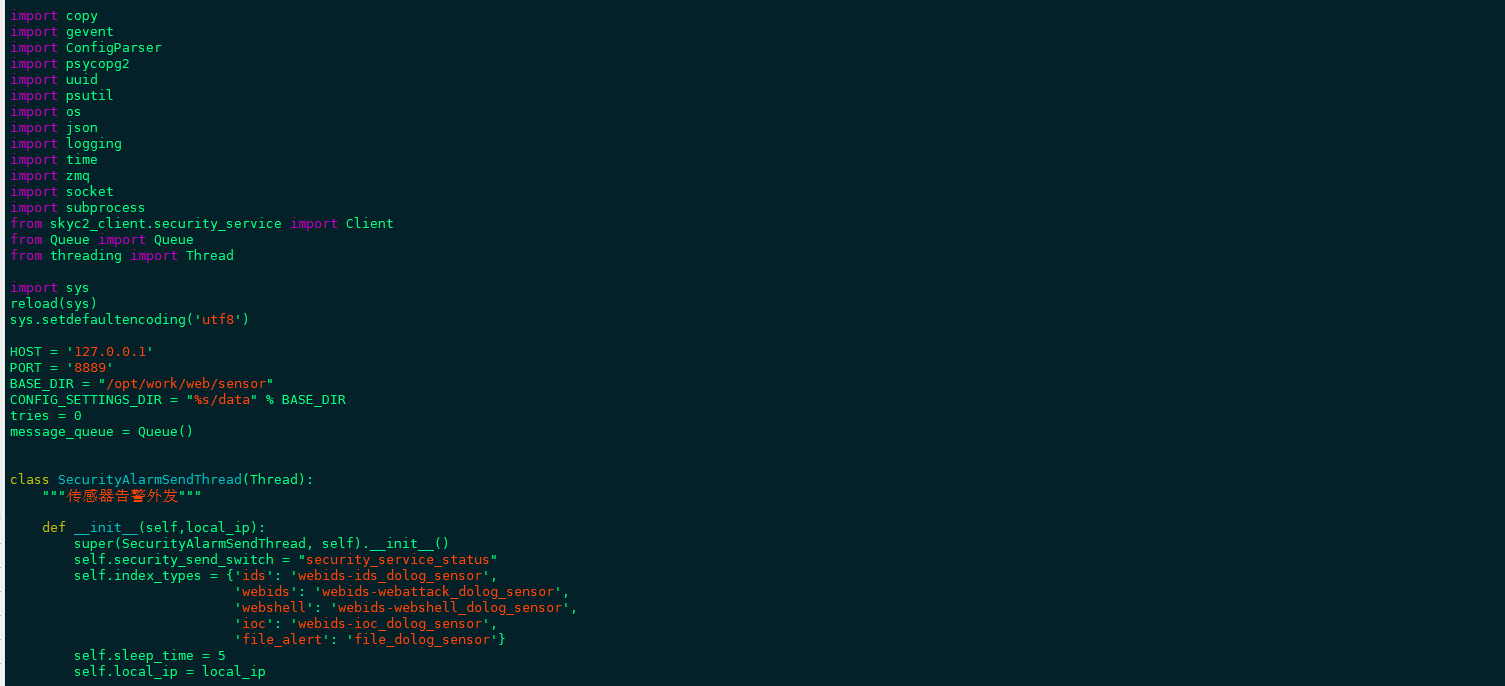 import copy
import gevent
import ConfigParser
import psycopg2
import uuid
import psutil
import os
import json
import logging
import time
import zmq
import socket
import subprocess
from skyc2_client.security_service import Client
from Queue import Queue
from threading import Thread

import sys
reload(sys)
sys.setdefaultencoding('utf8')

HOST = '127.0.0.1'
PORT = '8889'
BASE_DIR = "/opt/work/web/sensor"
CONFIG_SETTINGS_DIR = "%s/data" % BASE_DIR
tries = 0
message_queue = Queue()


class SecurityAlarmSendThread(Thread):
    """传感器告警外发"""

    def __init__(self,local_ip):
        super(SecurityAlarmSendThread, self).__init__()
        self.security_send_switch = "security_service_status"
        self.index_types = {'ids': 'webids-ids_dolog_sensor',
                            'webids': 'webids-webattack_dolog_sensor',
                            'webshell': 'webids-webshell_dolog_sensor',
                            'ioc': 'webids-ioc_dolog_sensor',
                            'file_alert': 'file_dolog_sensor'}
        self.sleep_time = 5
        self.local_ip = local_ip